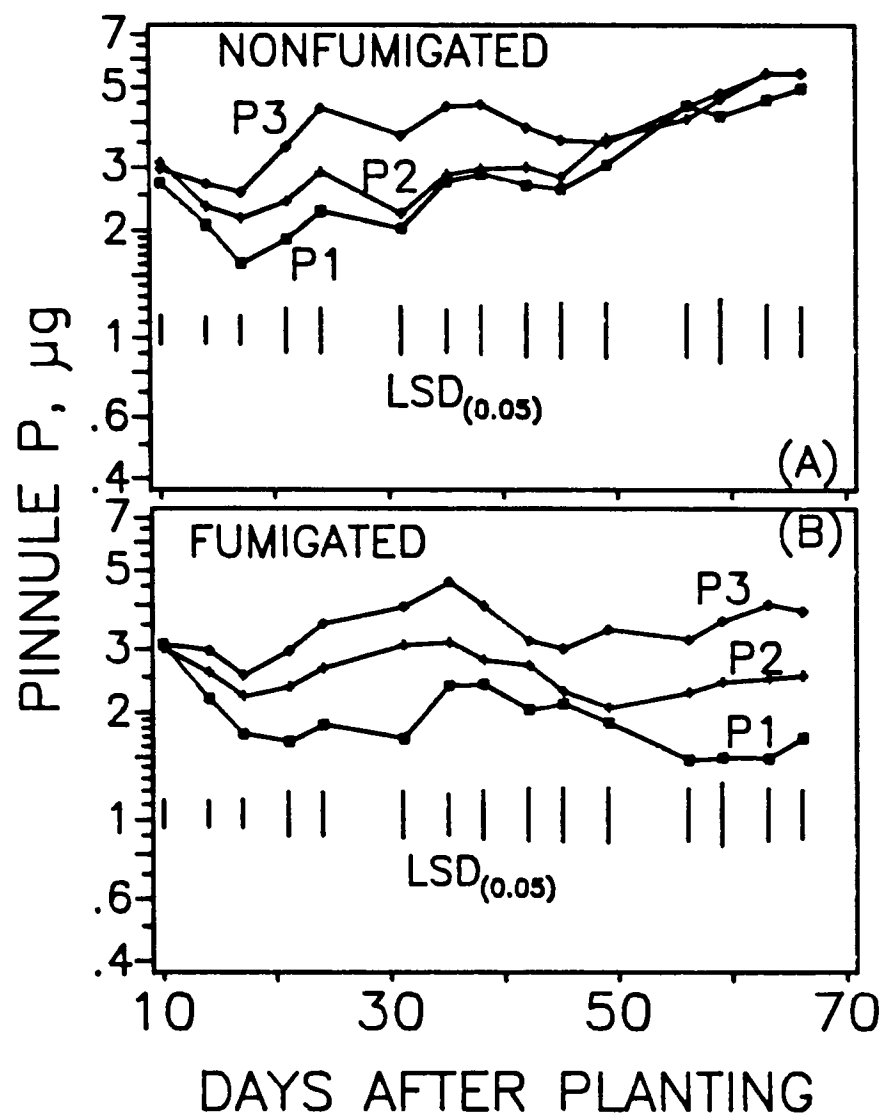 PINNULE P, μg
7
5
3
2
1
.6
.4
NONFUMIGATED
P3
P2
P1
LSD(0.05)
(A)
7
5
3
2
1
.6
.4
FUMIGATED
(B)
P3
P2
P1
LSD(0.05)
10 30 50 70
DAYS AFTER PLANTING